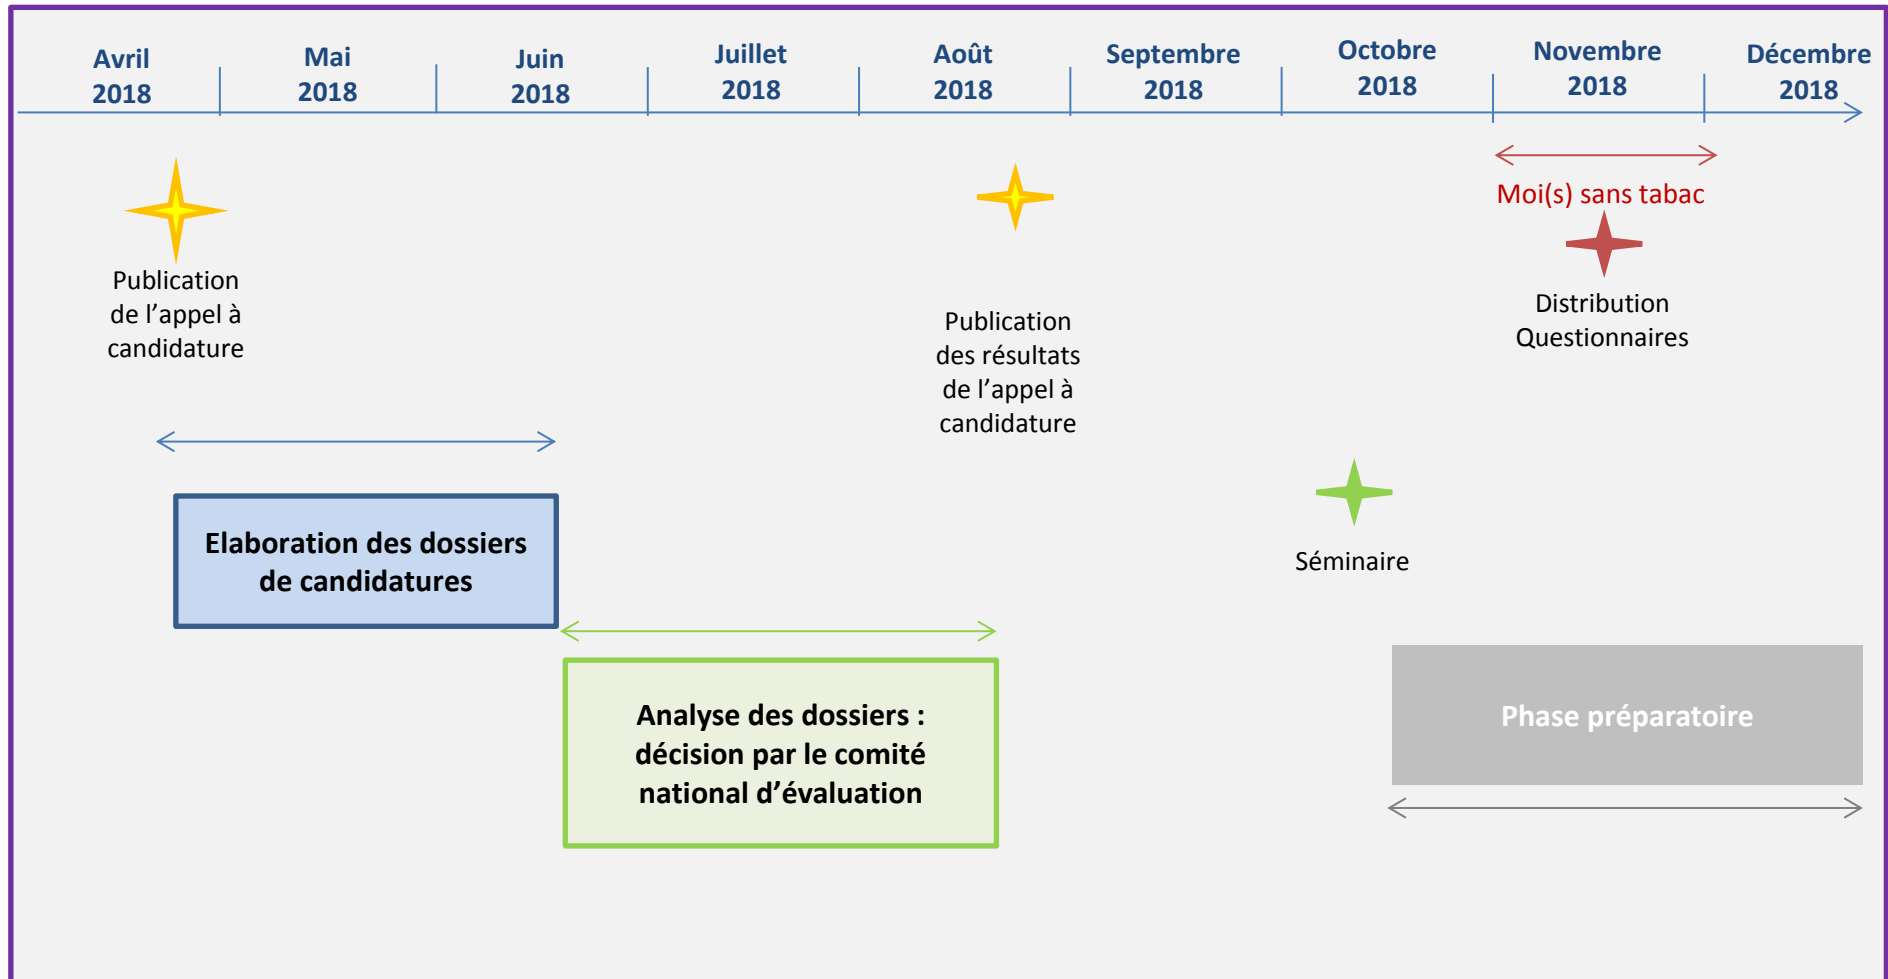 Avril
2018
Mai
2018
Juin
2018
Juillet
2018
Août
2018
Septembre
2018
Octobre
2018
Novembre
2018
Décembre
2018
Moi(s) sans tabac
Publication
de l’appel à
candidature
Publication
des résultats
de l’appel à
candidature
Distribution
Questionnaires
Elaboration des dossiers
de candidatures
Séminaire
Analyse des dossiers :
décision par le comité
national d’évaluation
Phase préparatoire